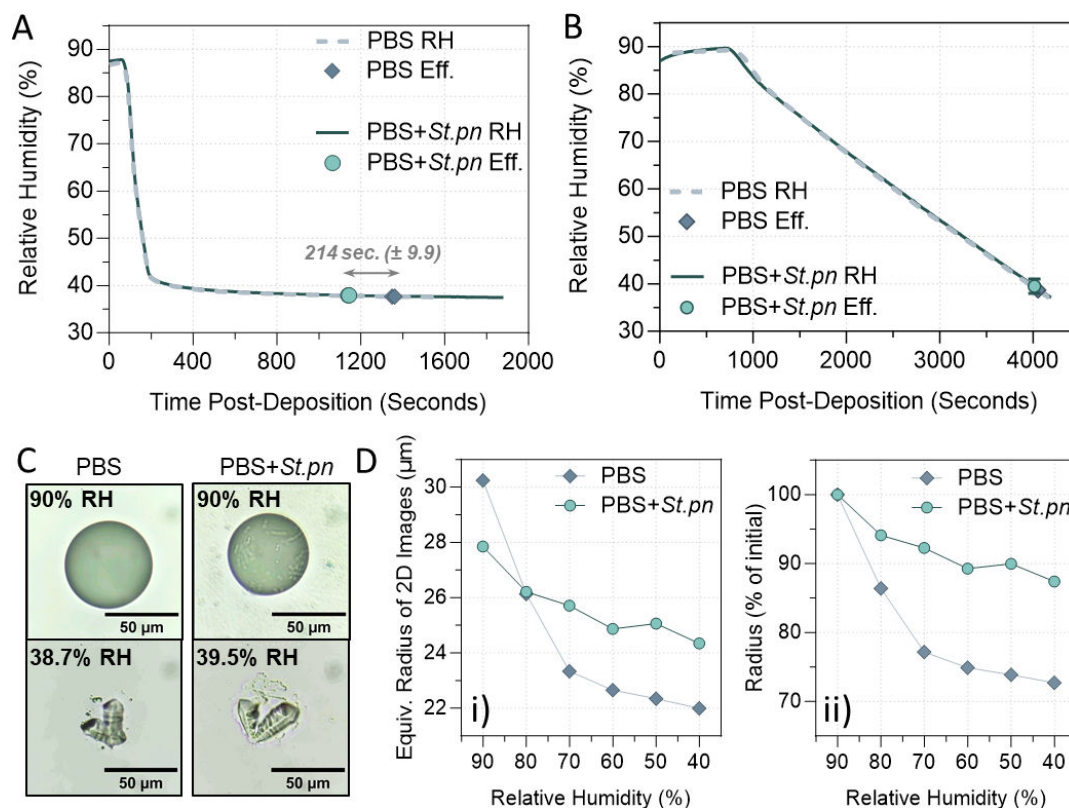 A
Relative Humidity (%)
90
80
70
60
50
40
30
PBS RH
PBS Eff.
PBS+St.pn RH
PBS+St.pn Eff.
214 sec. (± 9.9)
0 400 800 1200 1600 2000
Time Post-Deposition (Seconds)
B
Relative Humidity (%)
90
80
70
60
50
40
30
PBS RH
PBS Eff.
PBS+St.pn RH
PBS+St.pn Eff.
0 1000 2000 3000 4000
Time Post-Deposition (Seconds)
C
PBS PBS+St.pn
90% RH
50 µm
90% RH
50 µm
38.7% RH
50 µm
39.5% RH
50 µm
D
Equiv. Radius of 2D Images (µm)
30
28
26
24
22
PBS
PBS+St.pn
i)
90 80 70 60 50 40
Relative Humidity (%)
Radius (% of initial)
100
90
80
70
PBS
PBS+St.pn
ii)
90 80 70 60 50 40
Relative Humidity (%)